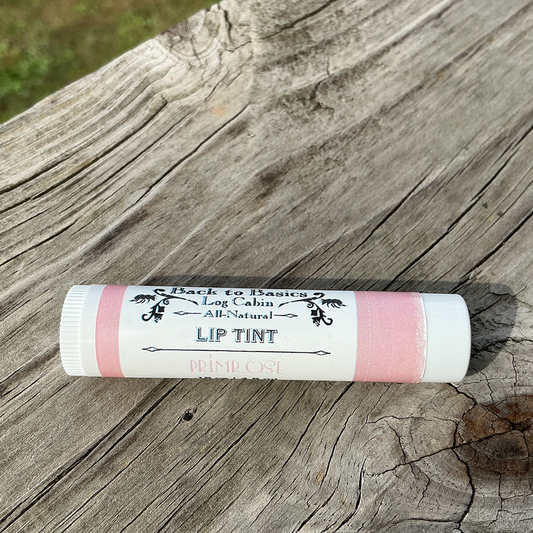 Back to Basics
Log Cabin
All-Natural
LIP TINT
PRIMROSE